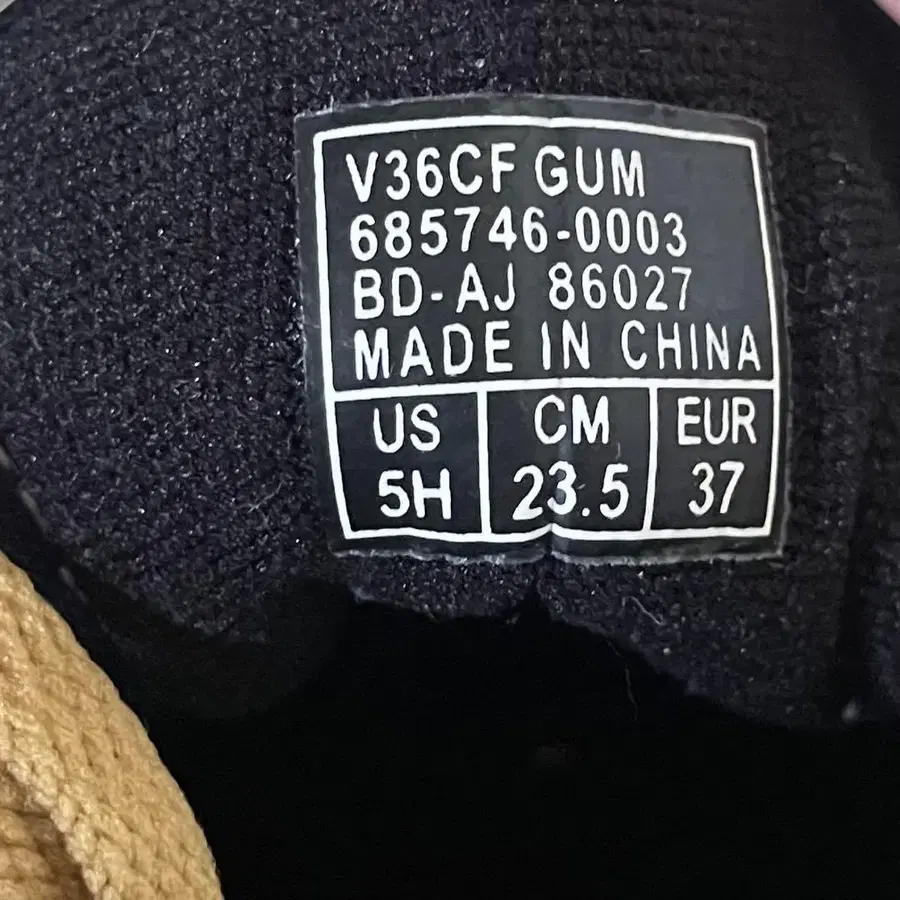 V36CF GUM
685746-0003
BD-AJ 86027
MADE IN CHINA
US CM EUR
5H 23.5 37